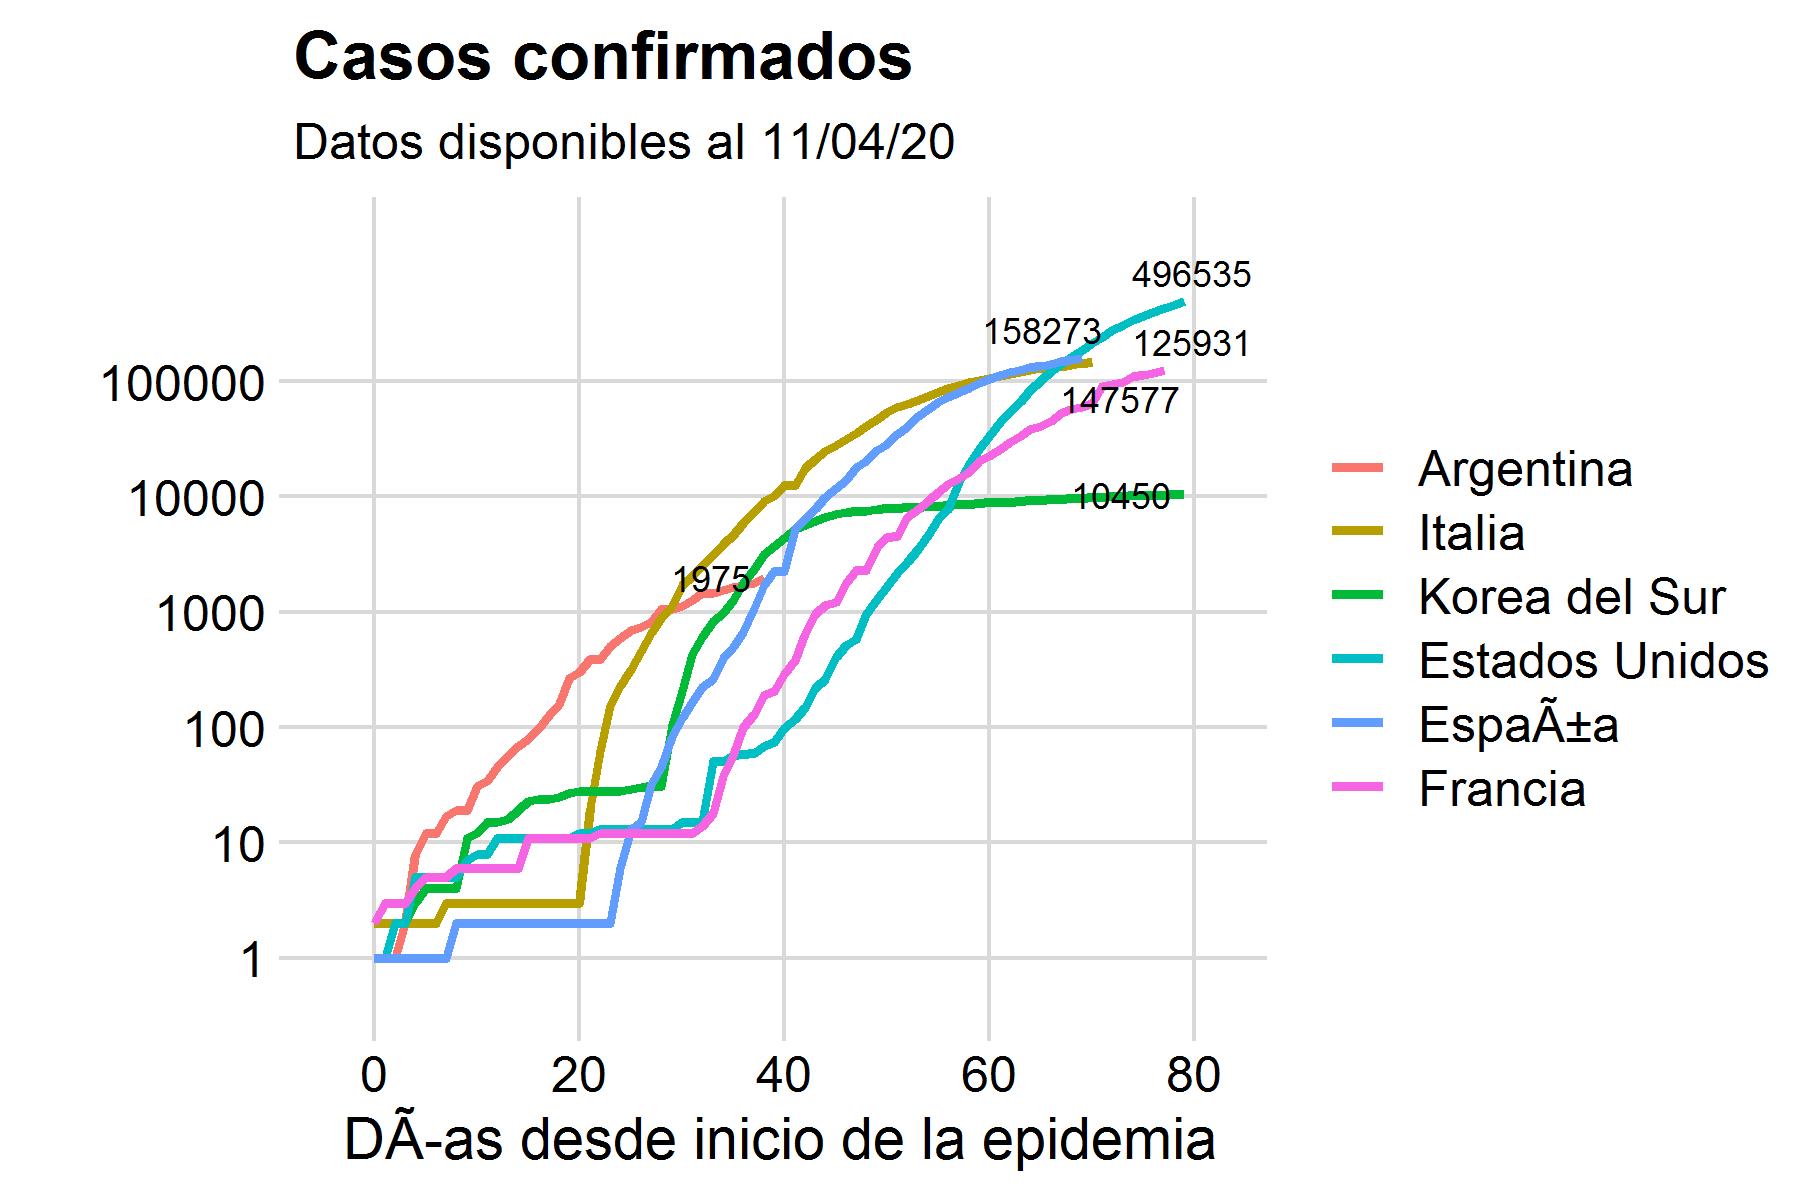 Casos confirmados
Datos disponibles al 11/04/20
496535
158273
125931
100000
147577
10000
10450
1975
1000
100
10
1
0 20 40 60 80
DÃ-as desde inicio de la epidemia
Argentina
Italia
Korea del Sur
Estados Unidos
EspaÃ±a
Francia